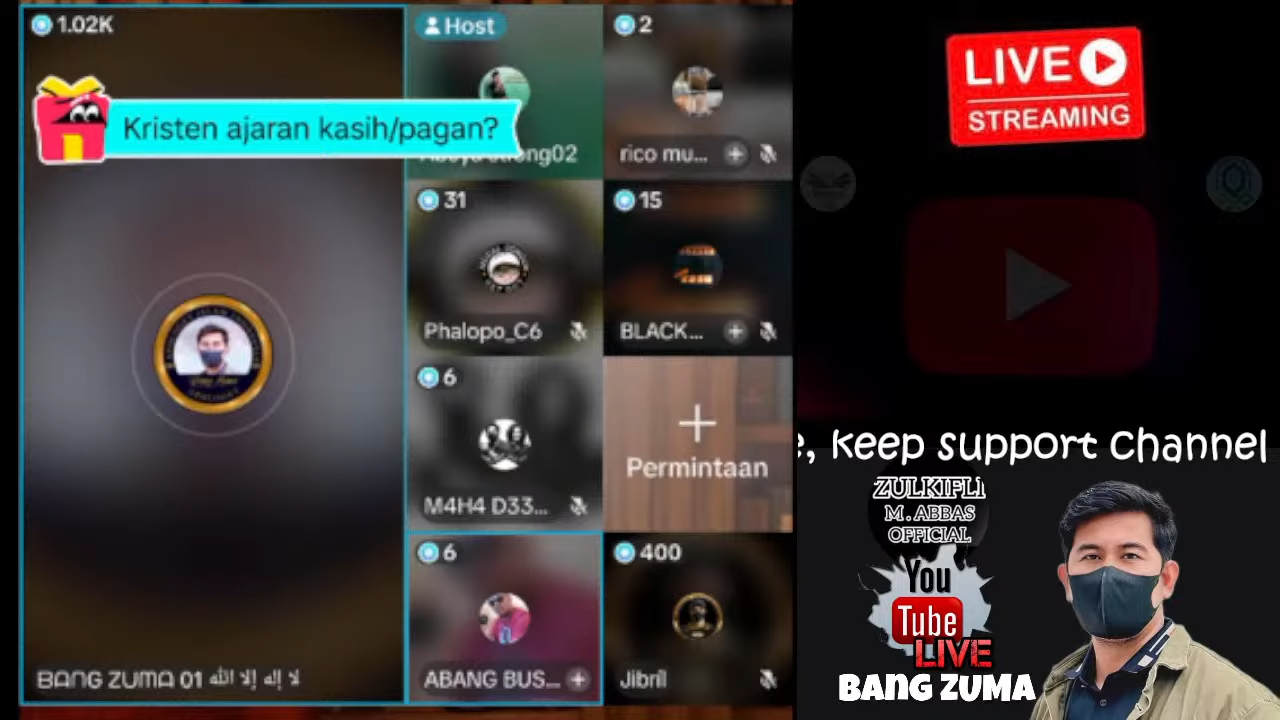 1.02K
Kristen ajaran kasih/pagan?
BANG ZUMA 01 لا إله إلا الله
Host
2
rico mu...
31
Phalopo_C6
15
BLACK...
6
M4H4 D33...
Permintaan
6
ABANG BUS...
400
Jibril
LIVE
STREAMING
, keep support channel
ZULKIFLI
M. ABBAS
OFFICIAL
You
Tube
LIVE
BANG ZUMA